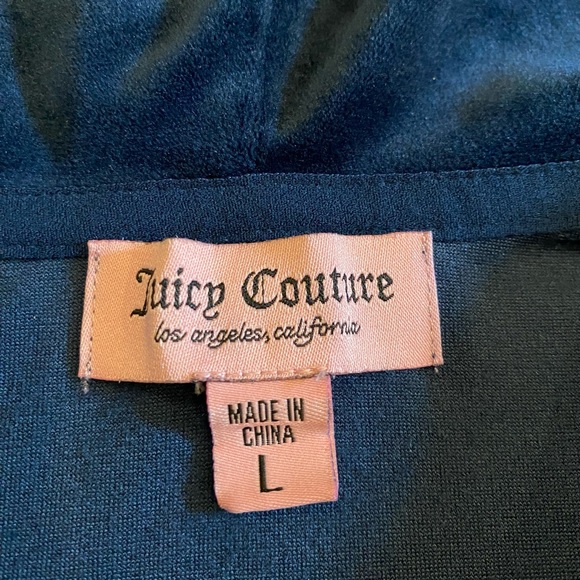 Juicy Couture
los angeles, california
MADE IN
CHINA
L